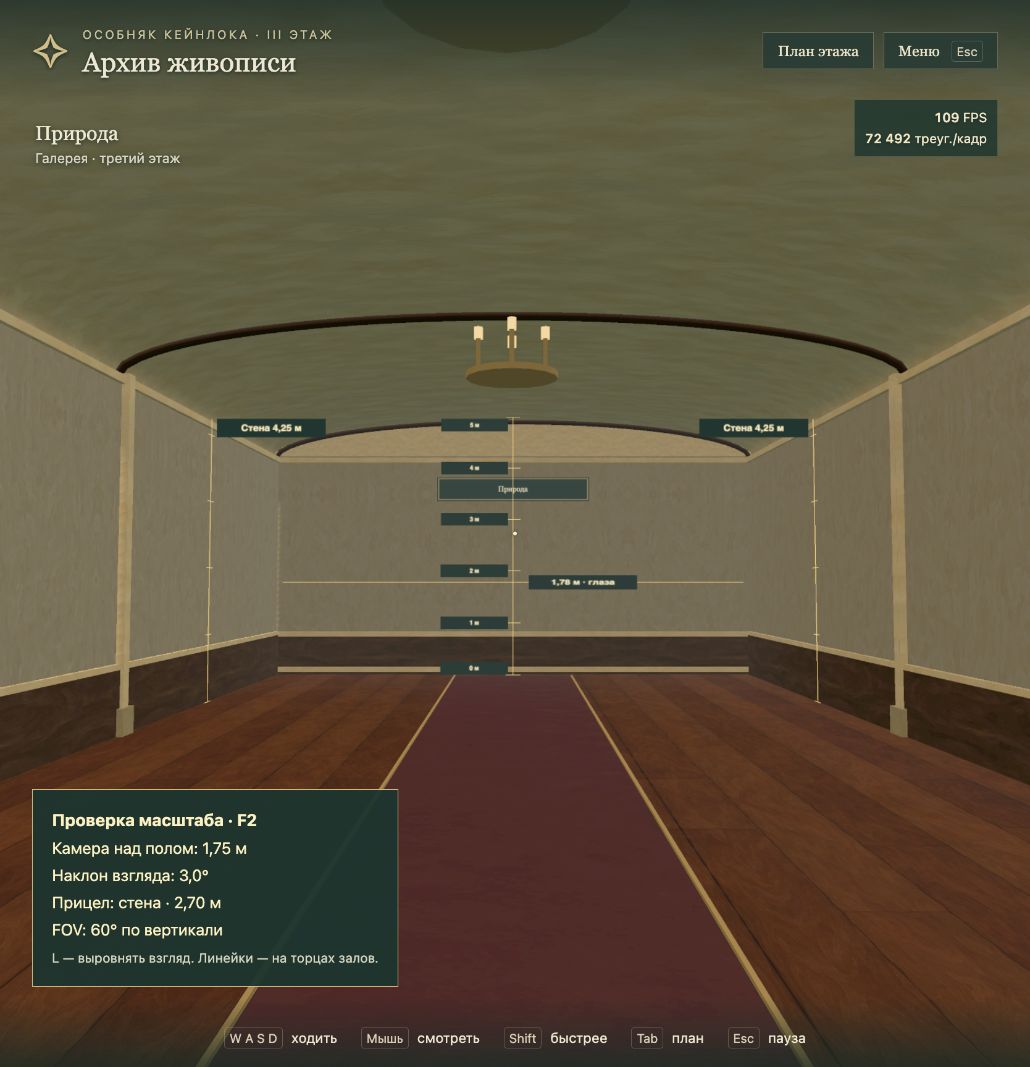 ОСОБНЯК КЕЙНЛОКА · III ЭТАЖ
Архив живописи
План этажа
Меню Esc
109 FPS
72 492 треуг./кадр
Природа
Галерея · третий этаж
Стена 4,25 м
5 м
Стена 4,25 м
4 м
Природа
3 м
2 м
1,78 м · глаза
1 м
0 м
Проверка масштаба · F2
Камера над полом: 1,75 м
Наклон взгляда: 3,0°
Прицел: стена · 2,70 м
FOV: 60° по вертикали
L — выровнять взгляд. Линейки — на торцах залов.
W A S D ходить Мышь смотреть Shift быстрее Tab план Esc пауза